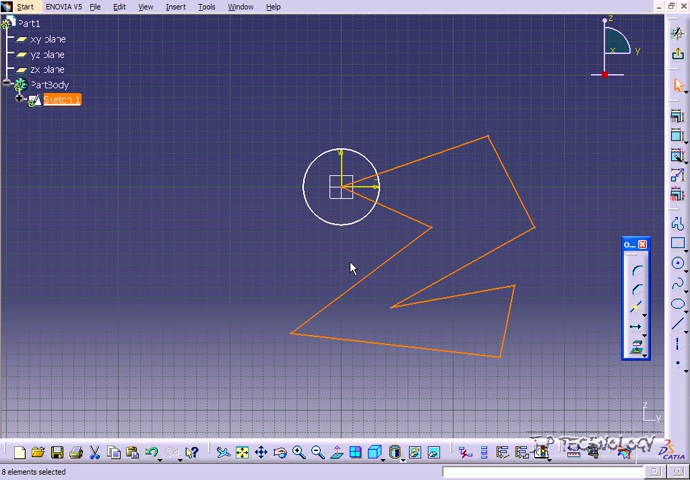 Start ENOVIA V5 File Edit View Insert Tools Window Help
Part1
xy plane
yz plane
zx plane
PartBody
Sketch.1
z
x y
O...
z
y
TECHNOLOGY
CATIA
8 elements selected